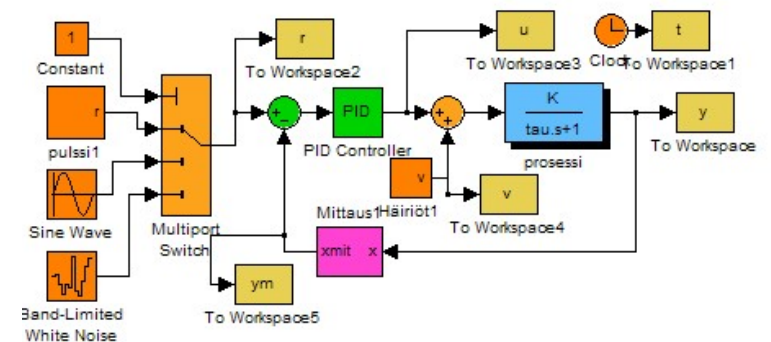 1
Constant
r
pulssi1
Sine Wave
Band-Limited
White Noise
Multiport
Switch
r
To Workspace2
+
-
PID
PID Controller
u
To Workspace3
Clock
t
To Workspace1
+
+
K
tau.s+1
prosessi
y
To Workspace
v
Häiriöt1
v
To Workspace4
Mittaus1
xmit x
ym
To Workspace5